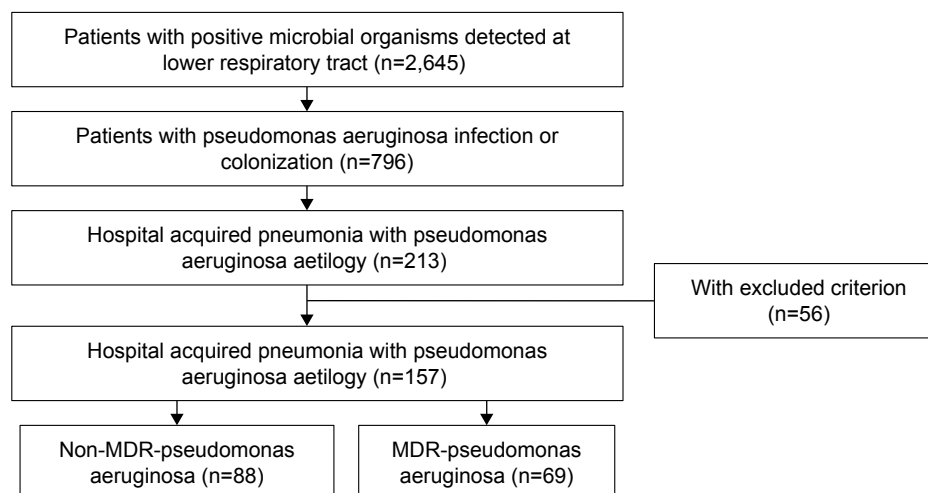 Patients with positive microbial organisms detected at
lower respiratory tract (n=2,645)
Patients with pseudomonas aeruginosa infection or
colonization (n=796)
Hospital acquired pneumonia with pseudomonas
aeruginosa aetilogy (n=213)
With excluded criterion
(n=56)
Hospital acquired pneumonia with pseudomonas
aeruginosa aetilogy (n=157)
Non-MDR-pseudomonas
aeruginosa (n=88)
MDR-pseudomonas
aeruginosa (n=69)